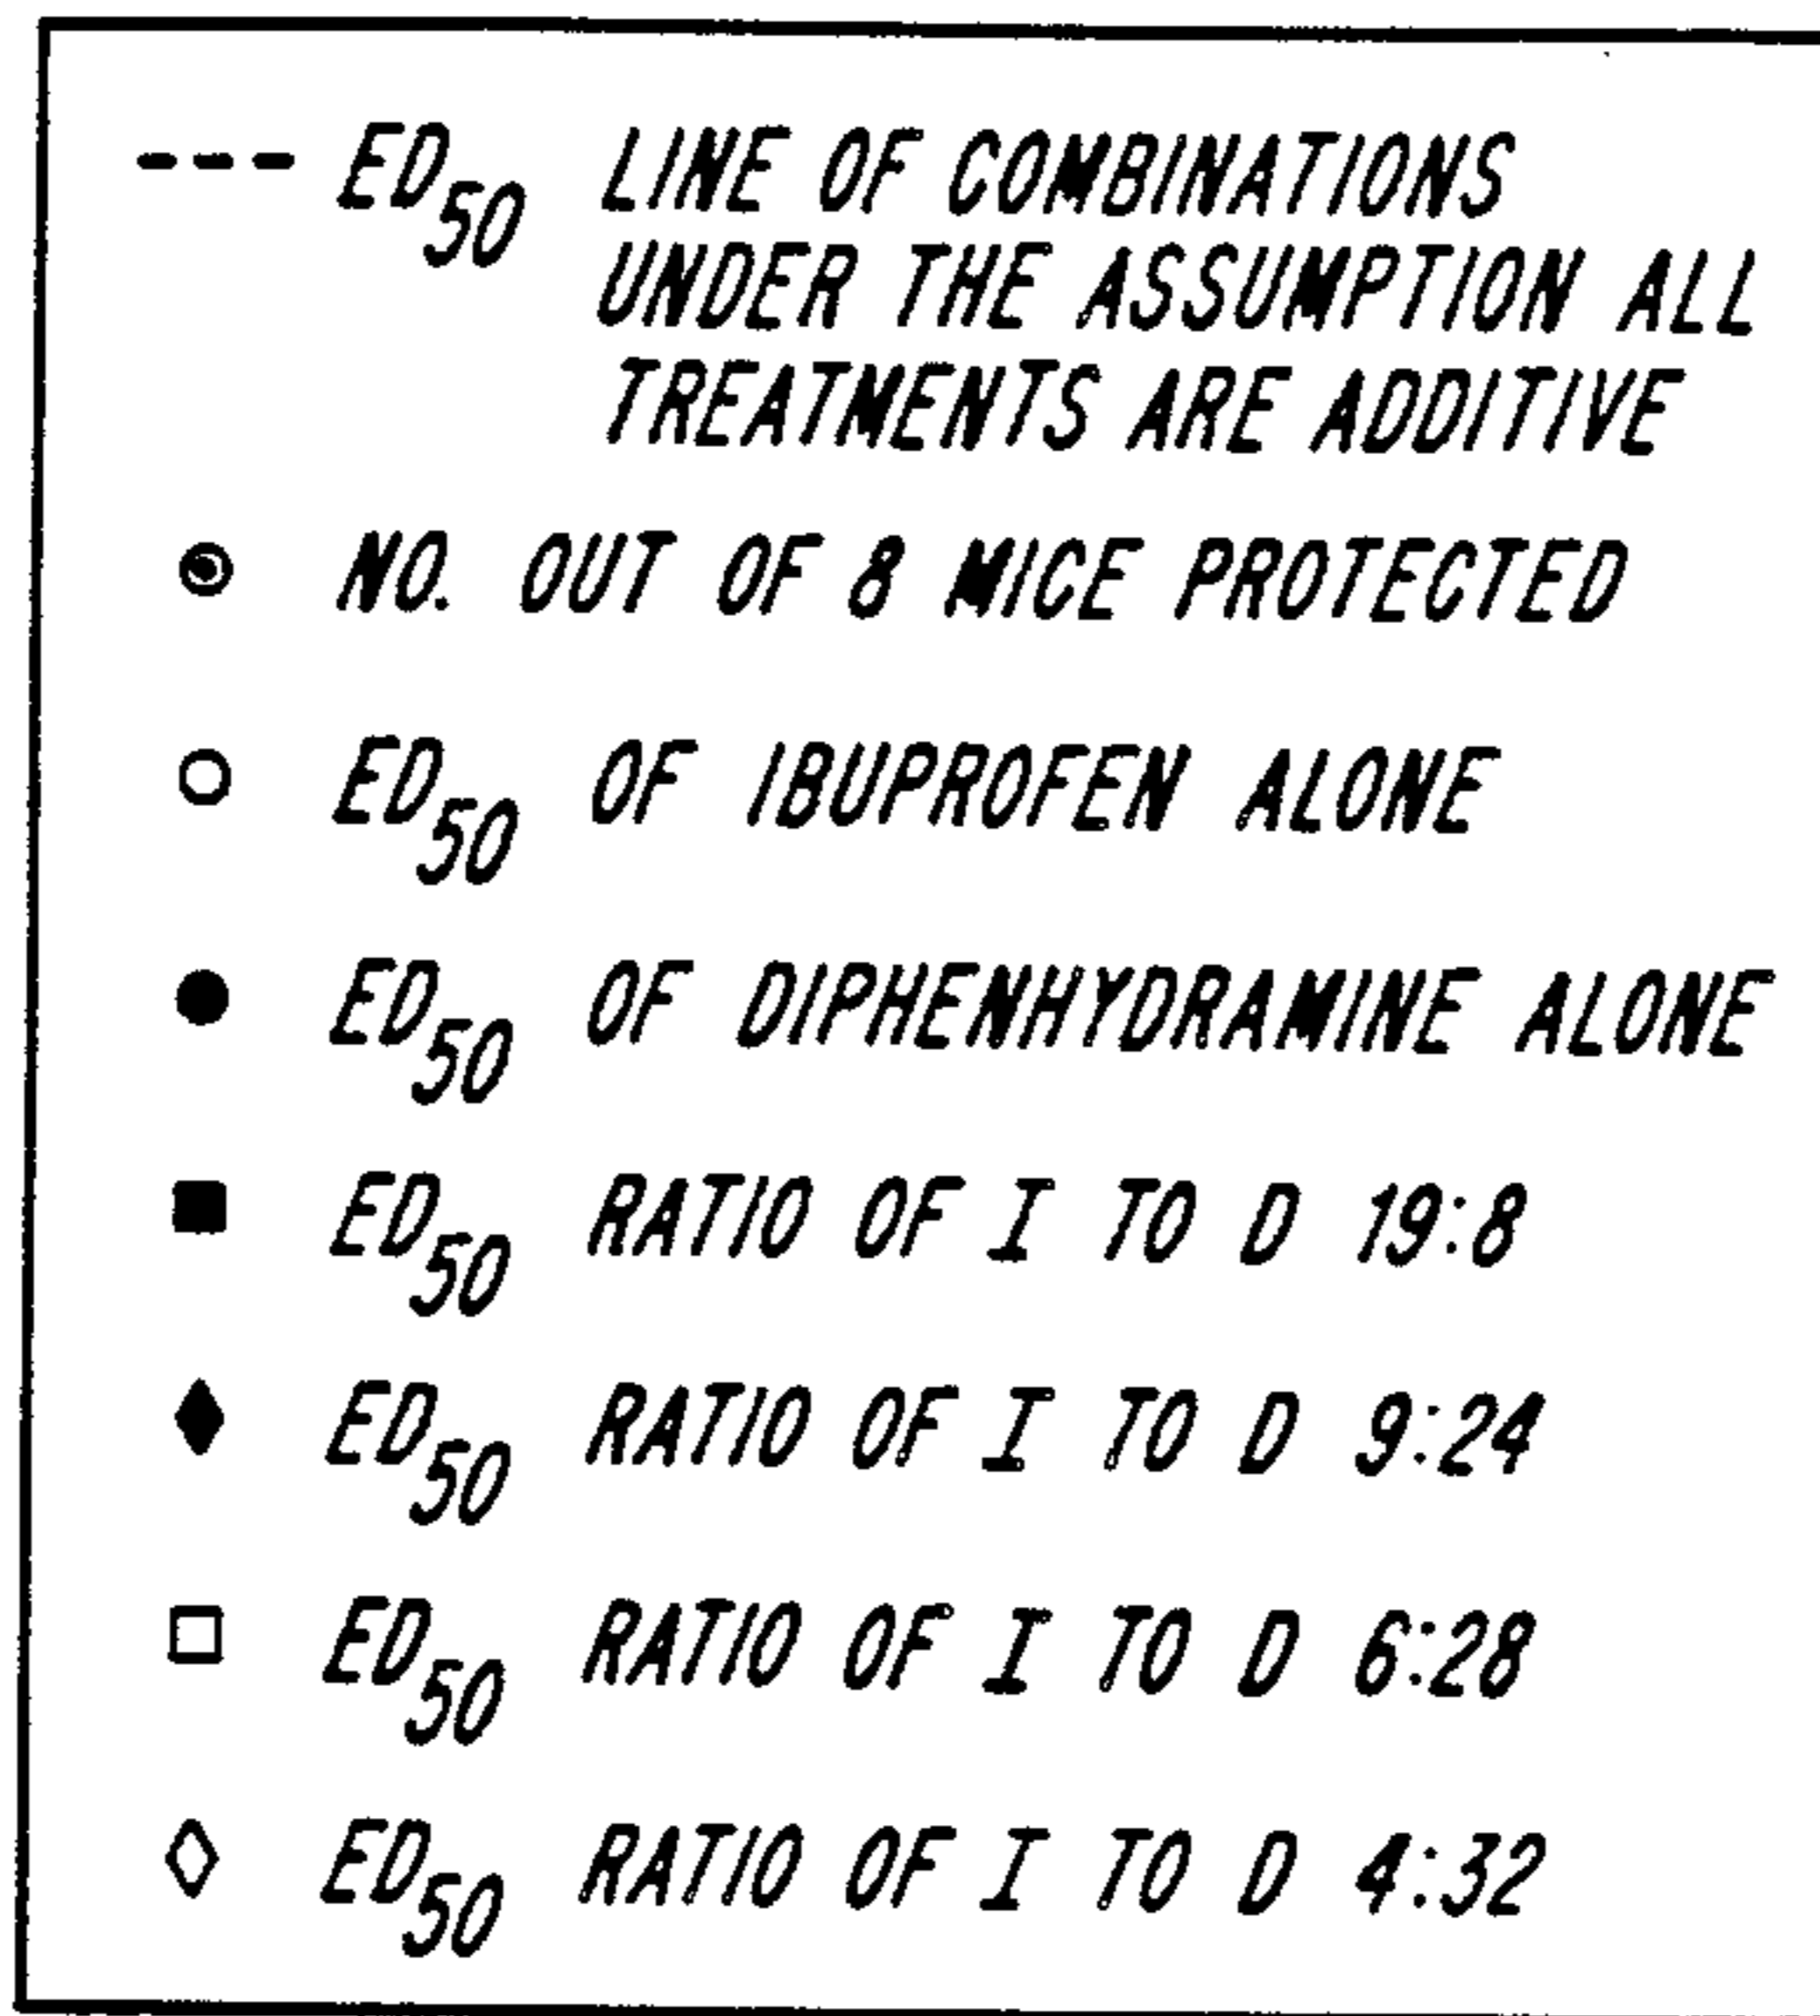 --- ED50 LINE OF COMBINATIONS
UNDER THE ASSUMPTION ALL
TREATMENTS ARE ADDITIVE
NO. OUT OF 8 MICE PROTECTED
ED50 OF IBUPROFEN ALONE
ED50 OF DIPHENHYDRAMINE ALONE
ED50 RATIO OF I TO D 19:8
ED50 RATIO OF I TO D 9:24
ED50 RATIO OF I TO D 6:28
ED50 RATIO OF I TO D 4:32